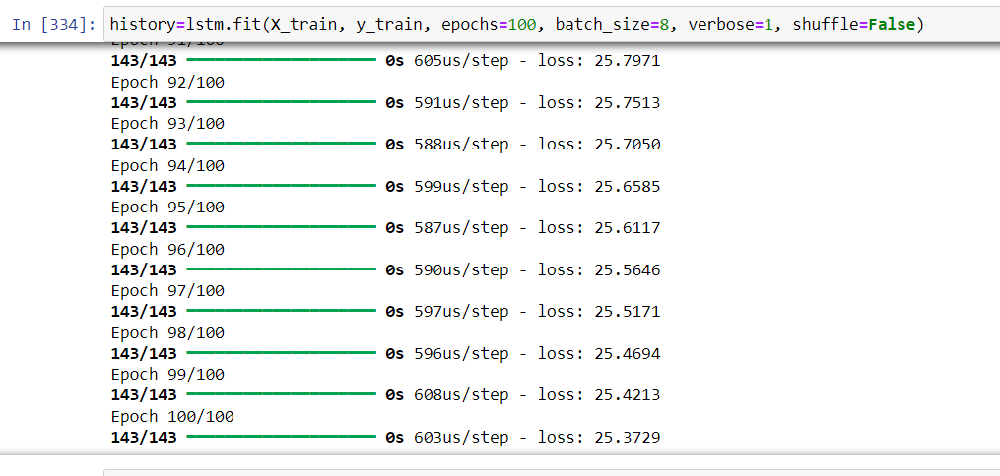 In [334]: history=lstm.fit(X_train, y_train, epochs=100, batch_size=8, verbose=1, shuffle=False)
Epoch 91/100
143/143 ━━━━━━━━━━━━━━━━━━━━ 0s 605us/step - loss: 25.7971
Epoch 92/100
143/143 ━━━━━━━━━━━━━━━━━━━━ 0s 591us/step - loss: 25.7513
Epoch 93/100
143/143 ━━━━━━━━━━━━━━━━━━━━ 0s 588us/step - loss: 25.7050
Epoch 94/100
143/143 ━━━━━━━━━━━━━━━━━━━━ 0s 599us/step - loss: 25.6585
Epoch 95/100
143/143 ━━━━━━━━━━━━━━━━━━━━ 0s 587us/step - loss: 25.6117
Epoch 96/100
143/143 ━━━━━━━━━━━━━━━━━━━━ 0s 590us/step - loss: 25.5646
Epoch 97/100
143/143 ━━━━━━━━━━━━━━━━━━━━ 0s 597us/step - loss: 25.5171
Epoch 98/100
143/143 ━━━━━━━━━━━━━━━━━━━━ 0s 596us/step - loss: 25.4694
Epoch 99/100
143/143 ━━━━━━━━━━━━━━━━━━━━ 0s 608us/step - loss: 25.4213
Epoch 100/100
143/143 ━━━━━━━━━━━━━━━━━━━━ 0s 603us/step - loss: 25.3729